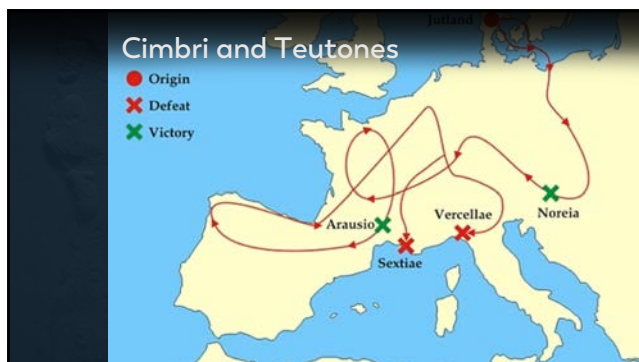 Jutland
Cimbri and Teutones
Origin
Defeat
Victory
Arausio
Vercellae
Noreia
Sextiae